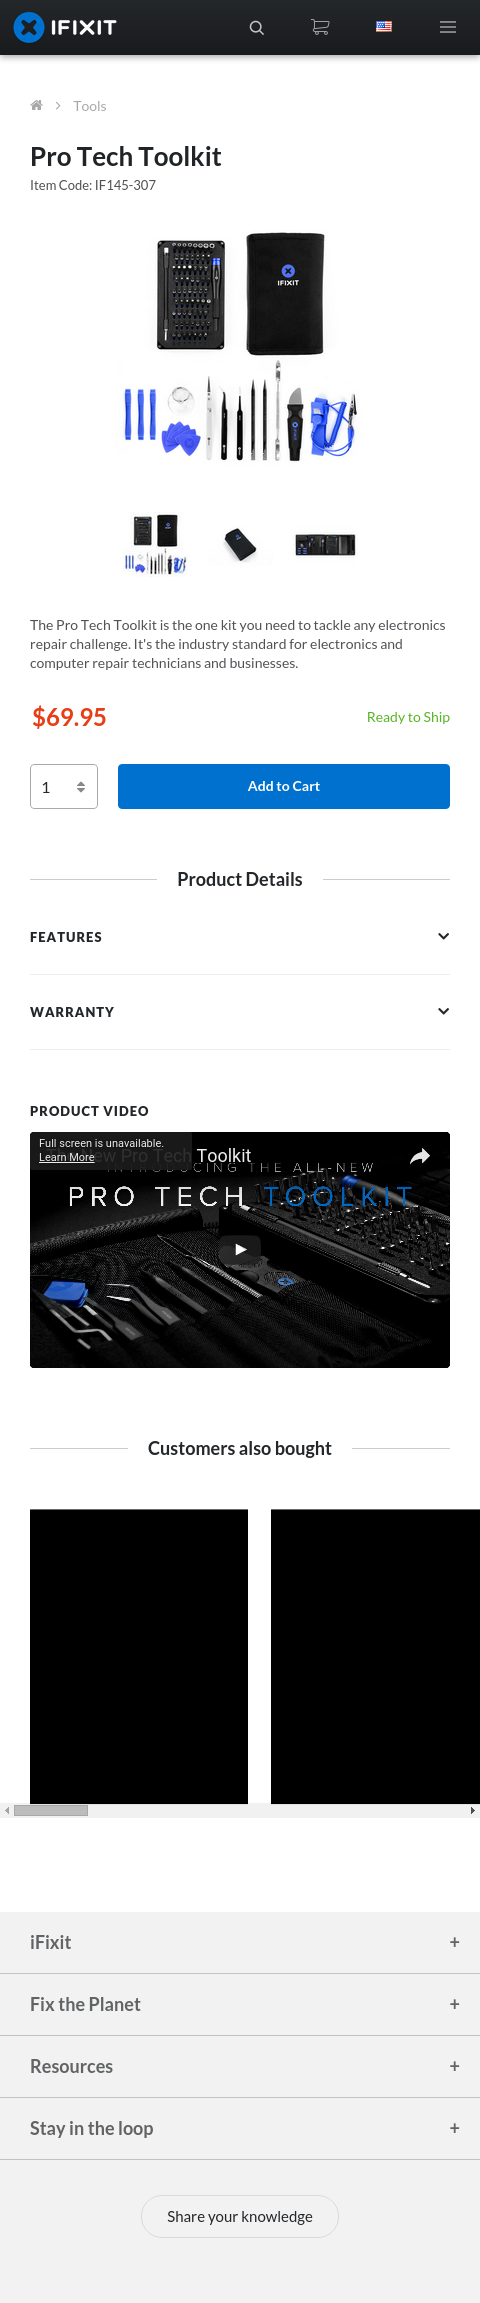 IFIXIT
Tools
Pro Tech Toolkit
Item Code: IF145-307
IFIXIT
The Pro Tech Toolkit is the one kit you need to tackle any electronics
repair challenge. It's the industry standard for electronics and
computer repair technicians and businesses.
$69.95
Ready to Ship
1
Add to Cart
Product Details
FEATURES
WARRANTY
PRODUCT VIDEO
Full screen is unavailable.
Learn More
The New Pro Tech Toolkit
INTRODUCING THE ALL-NEW
PRO TECH TOOLKIT
Customers also bought
iFixit
+
Fix the Planet
+
Resources
+
Stay in the loop
+
Share your knowledge